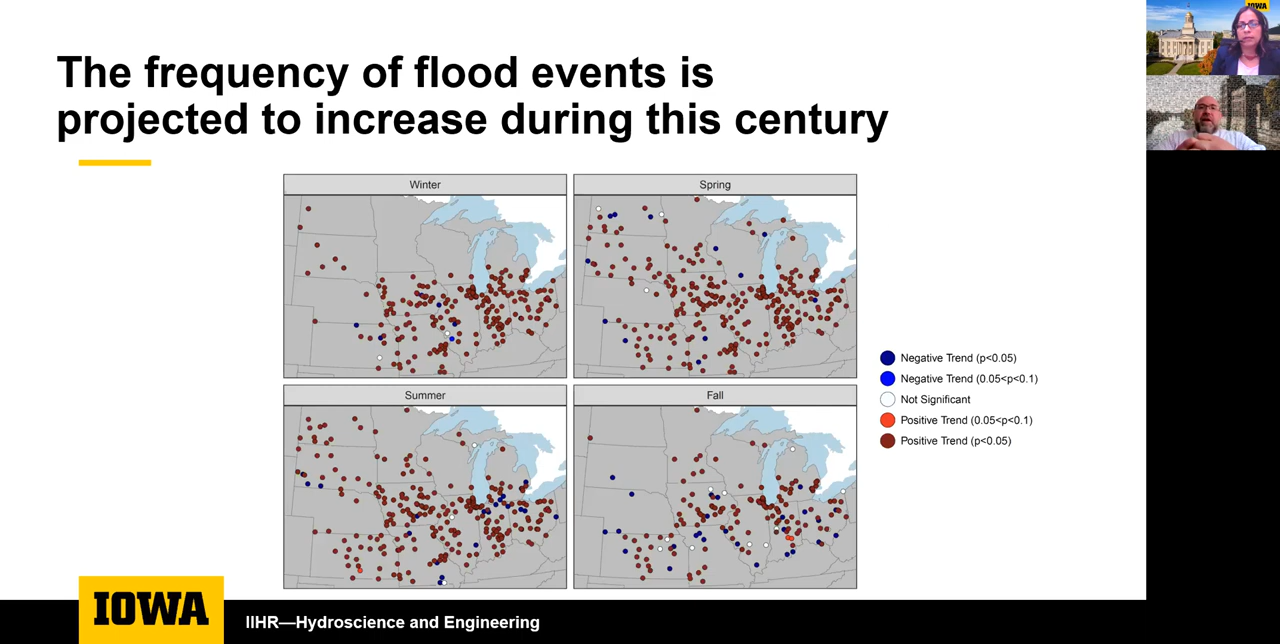 The frequency of flood events is
projected to increase during this century
Winter
Spring
Summer
Fall
Negative Trend (p<0.05)
Negative Trend (0.05<p<0.1)
Not Significant
Positive Trend (0.05<p<0.1)
Positive Trend (p<0.05)
IOWA
IIHR—Hydroscience and Engineering
IOWA